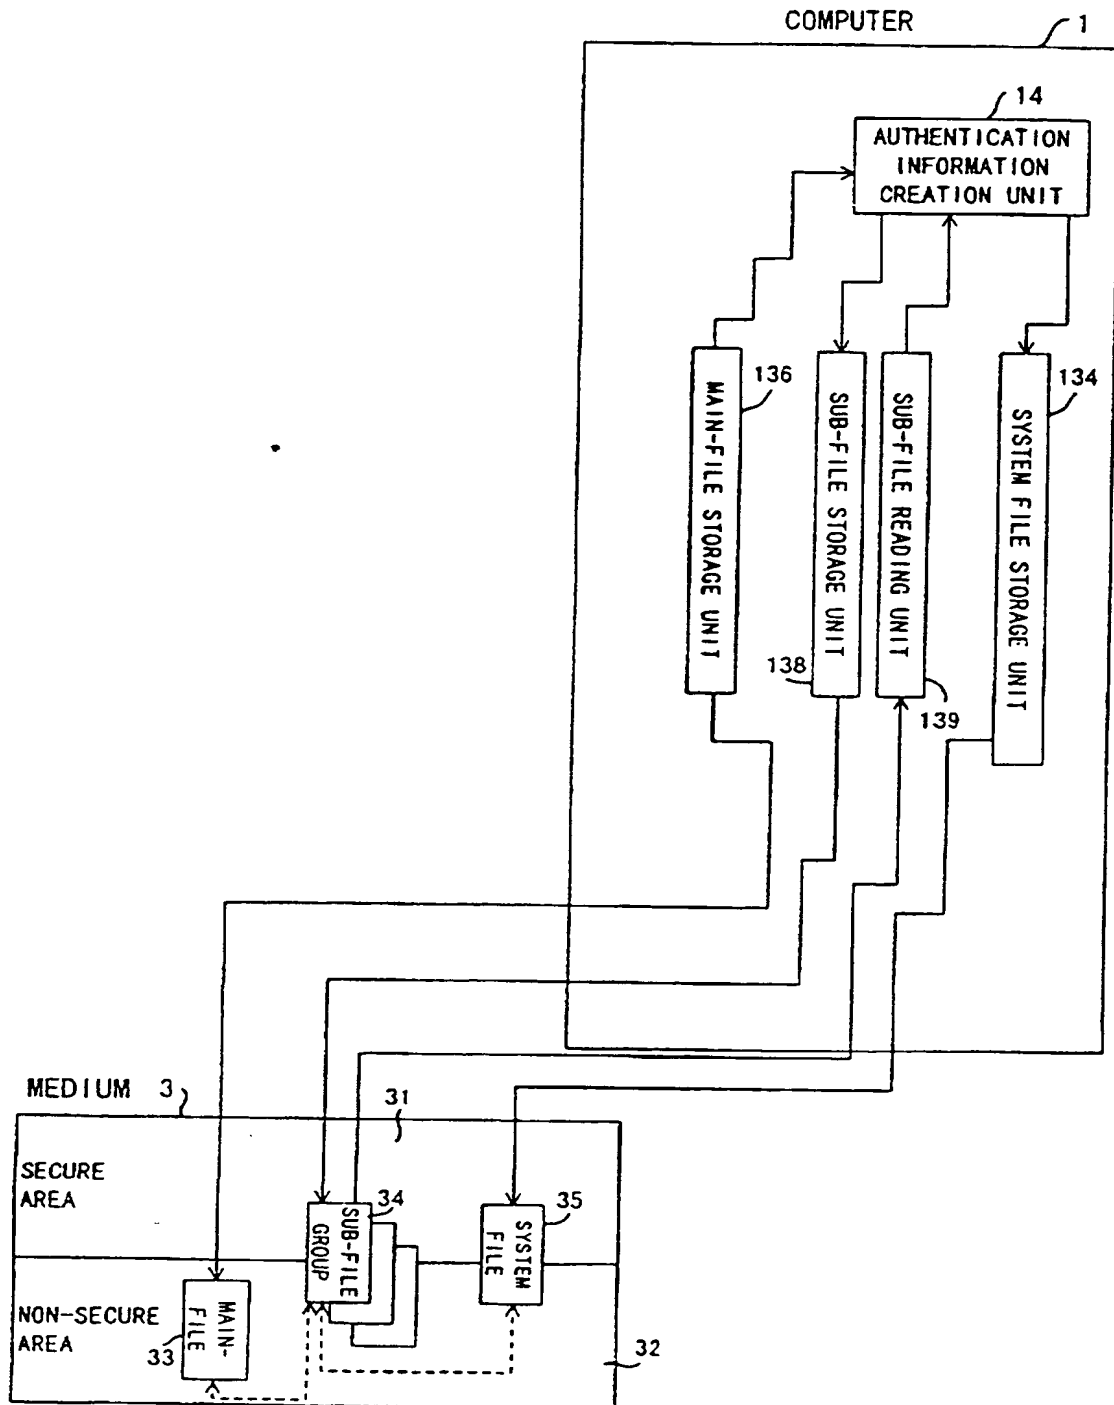 COMPUTER
1
14
AUTHENTICATION
INFORMATION
CREATION UNIT
136
MAIN-FILE STORAGE UNIT
SUB-FILE STORAGE UNIT
138
SUB-FILE READING UNIT
139
134
SYSTEM FILE STORAGE UNIT
MEDIUM 3
31
SECURE
AREA
34
SUB-FILE
GROUP
35
SYSTEM
FILE
NON-SECURE
AREA
MAIN-
FILE
33
32